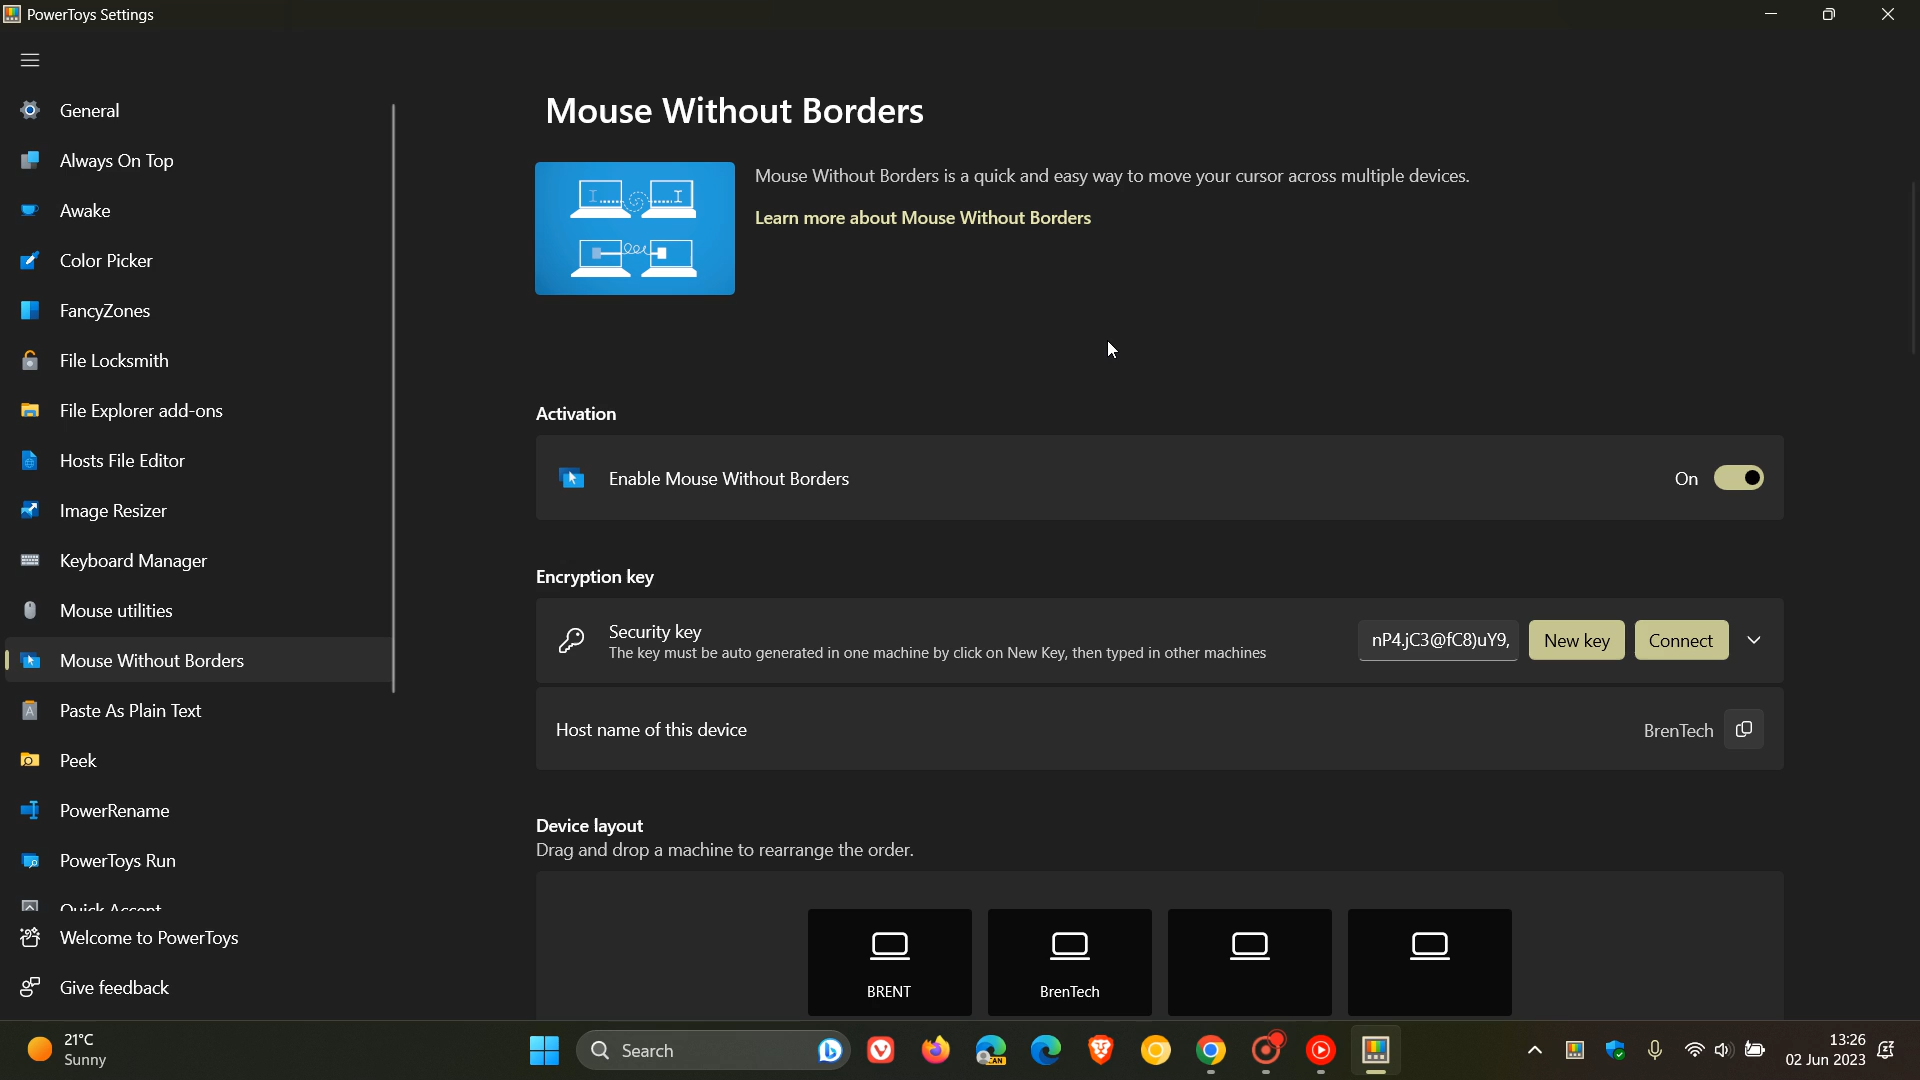 PowerToys Settings
General
Always On Top
Awake
Color Picker
FancyZones
File Locksmith
File Explorer add-ons
Hosts File Editor
Image Resizer
Keyboard Manager
Mouse utilities
Mouse Without Borders
Paste As Plain Text
Peek
PowerRename
PowerToys Run
Quick Accent
Welcome to PowerToys
Give feedback
Mouse Without Borders
Mouse Without Borders is a quick and easy way to move your cursor across multiple devices.
Learn more about Mouse Without Borders
Activation
Enable Mouse Without Borders
On
Encryption key
Security key
The key must be auto generated in one machine by click on New Key, then typed in other machines
nP4.jC3@fC8)uY9,
New key
Connect
Host name of this device
BrenTech
Device layout
Drag and drop a machine to rearrange the order.
BRENT
BrenTech
21°C
Sunny
Search
CAN
13:26
02 Jun 2023